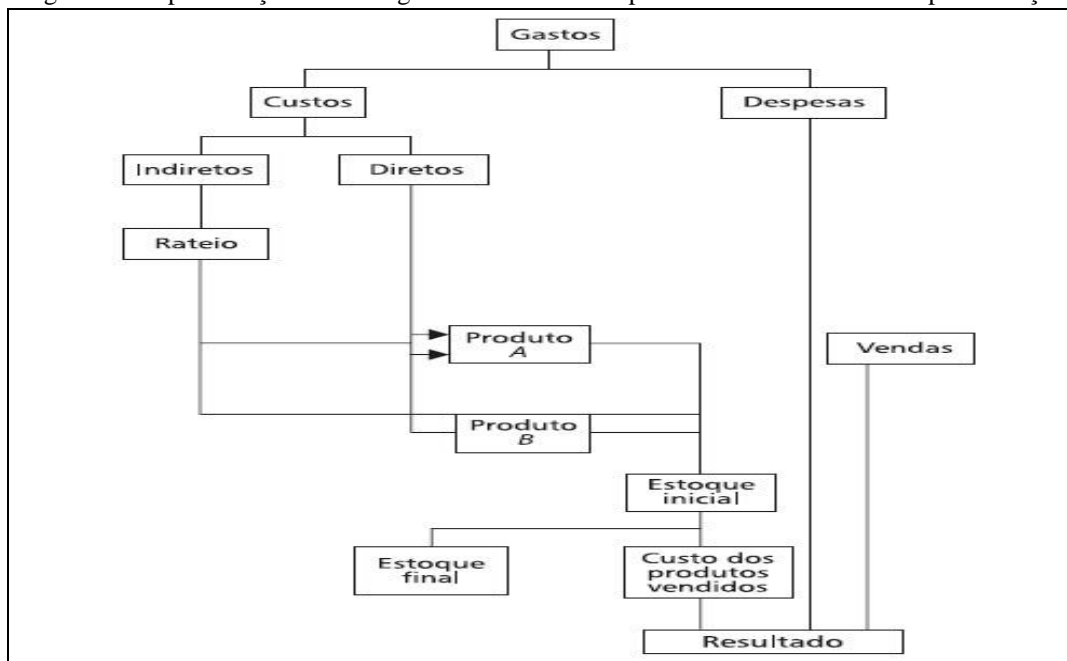 Gastos
Custos
Despesas
Indiretos
Diretos
Rateio
Produto
A
Vendas
Produto
B
Estoque
inicial
Estoque
final
Custo dos
produtos
vendidos
Resultado